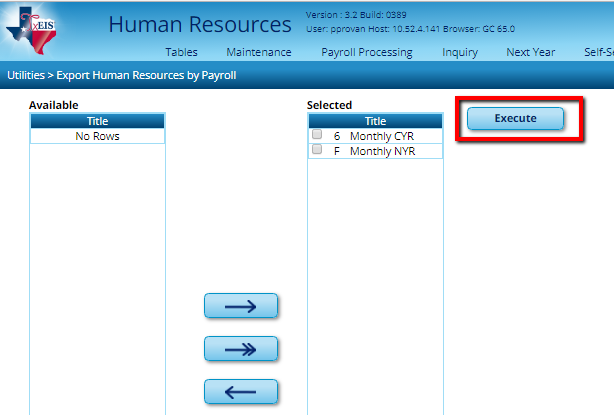 TxEIS
Human Resources
Version : 3.2 Build: 0389
User: pprovan Host: 10.52.4.141 Browser: GC 65.0
Tables Maintenance Payroll Processing Inquiry Next Year Self-Se
Utilities > Export Human Resources by Payroll
Available
Title
No Rows
Selected
Title
6 Monthly CYR
F Monthly NYR
Execute